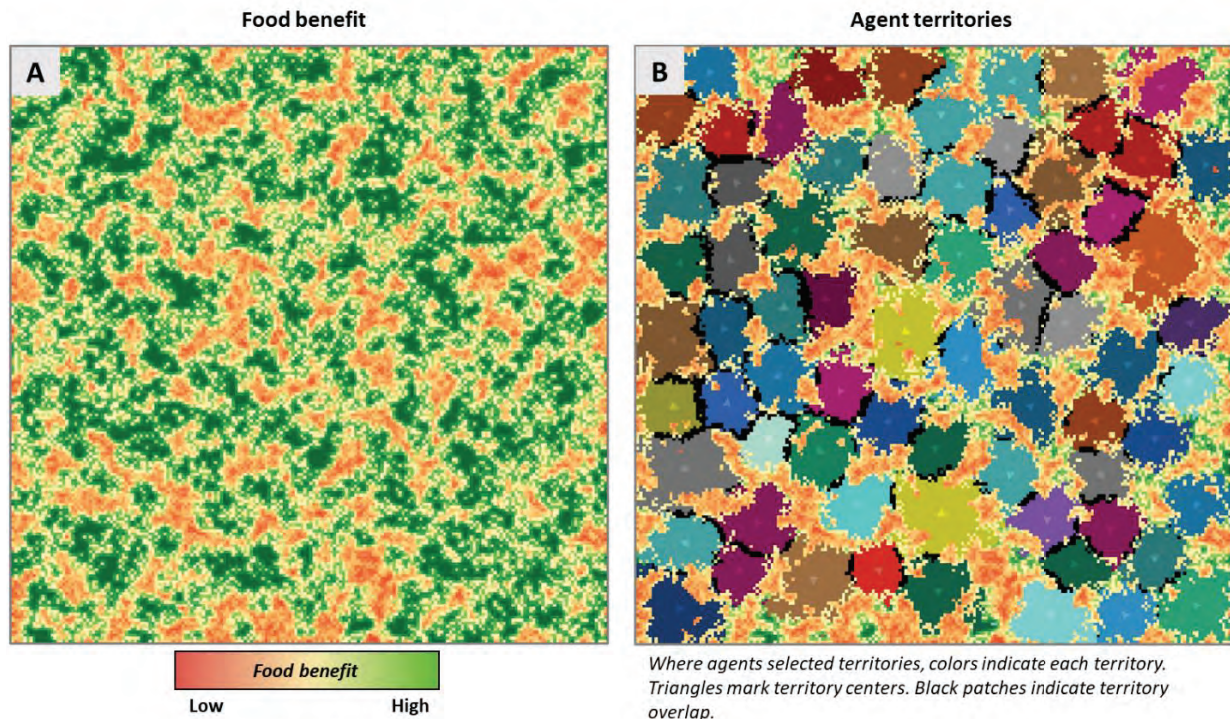 Food benefit
Agent territories
A
B
Food benefit
Low High
Where agents selected territories, colors indicate each territory.
Triangles mark territory centers. Black patches indicate territory
overlap.